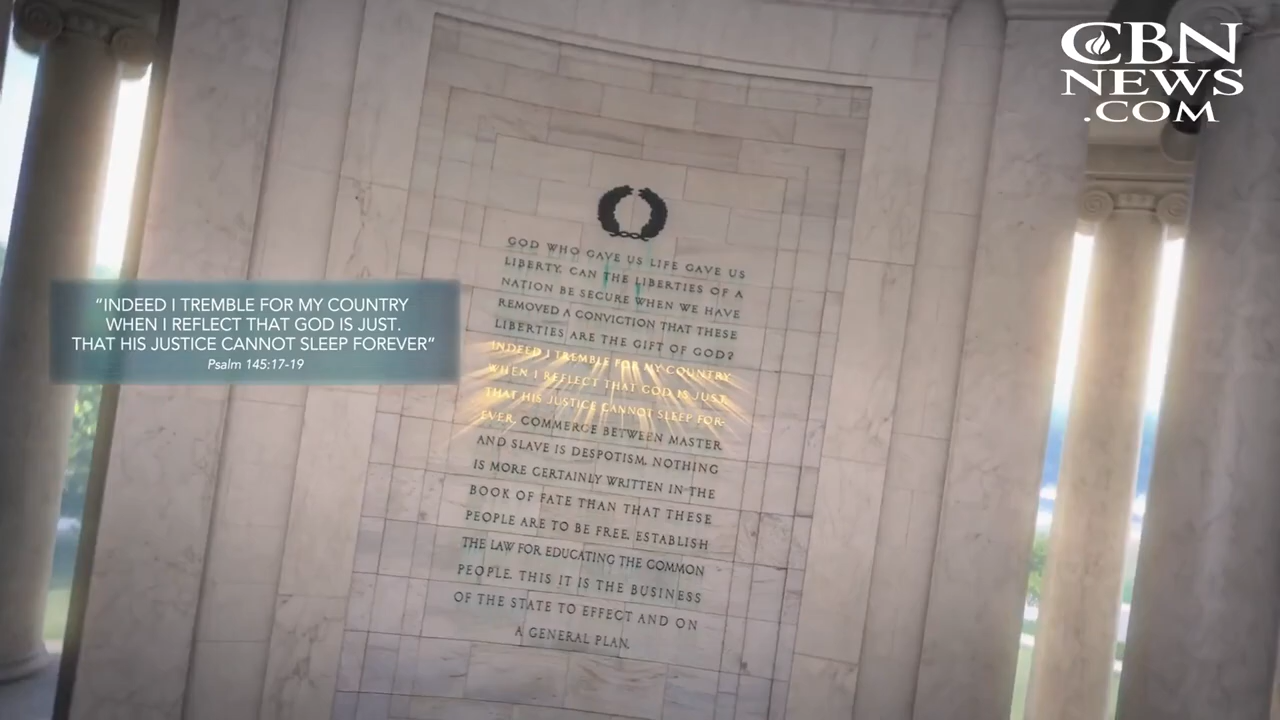 CBN
NEWS
.COM
"INDEED I TREMBLE FOR MY COUNTRY
WHEN I REFLECT THAT GOD IS JUST.
THAT HIS JUSTICE CANNOT SLEEP FOREVER"
Psalm 145:17-19
GOD WHO GAVE US LIFE GAVE US
LIBERTY. CAN THE LIBERTIES OF A
NATION BE SECURE WHEN WE HAVE
REMOVED A CONVICTION THAT THESE
LIBERTIES ARE THE GIFT OF GOD?
INDEED I TREMBLE FOR MY COUNTRY
WHEN I REFLECT THAT GOD IS JUST,
THAT HIS JUSTICE CANNOT SLEEP FOR-
EVER. COMMERCE BETWEEN MASTER
AND SLAVE IS DESPOTISM. NOTHING
IS MORE CERTAINLY WRITTEN IN THE
BOOK OF FATE THAN THAT THESE
PEOPLE ARE TO BE FREE. ESTABLISH
THE LAW FOR EDUCATING THE COMMON
PEOPLE. THIS IT IS THE BUSINESS
OF THE STATE TO EFFECT AND ON
A GENERAL PLAN.